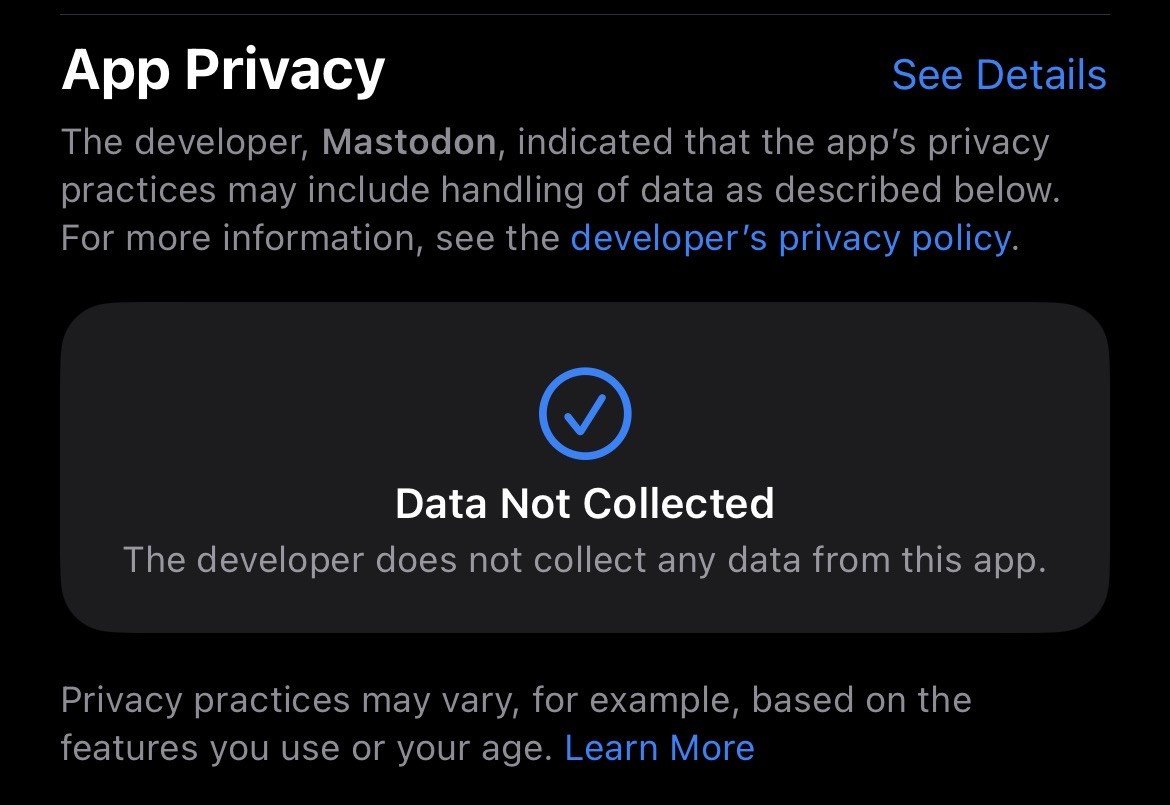 App Privacy
See Details
The developer, Mastodon, indicated that the app’s privacy
practices may include handling of data as described below.
For more information, see the developer’s privacy policy.
Data Not Collected
The developer does not collect any data from this app.
Privacy practices may vary, for example, based on the
features you use or your age. Learn More